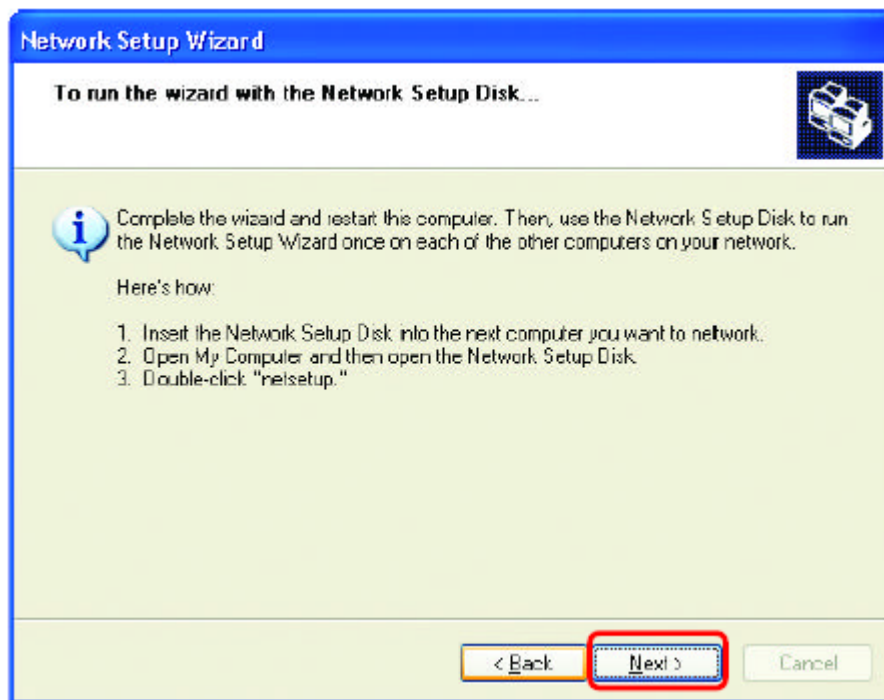 Network Setup Wizard
To run the wizard with the Network Setup Disk...
Complete the wizard and restart this computer. Then, use the Network Setup Disk to run
the Network Setup Wizard once on each of the other computers on your network.
Here's how:
1. Insert the Network Setup Disk into the next computer you want to network.
2. Open My Computer and then open the Network Setup Disk.
3. Double-click "netsetup."
< Back
Next >
Cancel